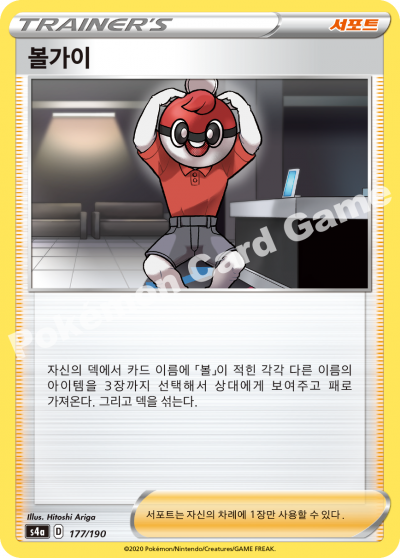 TRAINER'S
서포트
볼가이
Pokémon Card Game
자신의 덱에서 카드 이름에 「볼」이 적힌 각각 다른 이름의
아이템을 3장까지 선택해서 상대에게 보여주고 패로
가져온다. 그리고 덱을 섞는다.
Illus. Hitoshi Ariga
s4a D 177/190
서포트는 자신의 차례에 1장만 사용할 수 있다.
©2020 Pokémon/Nintendo/Creatures/GAME FREAK.